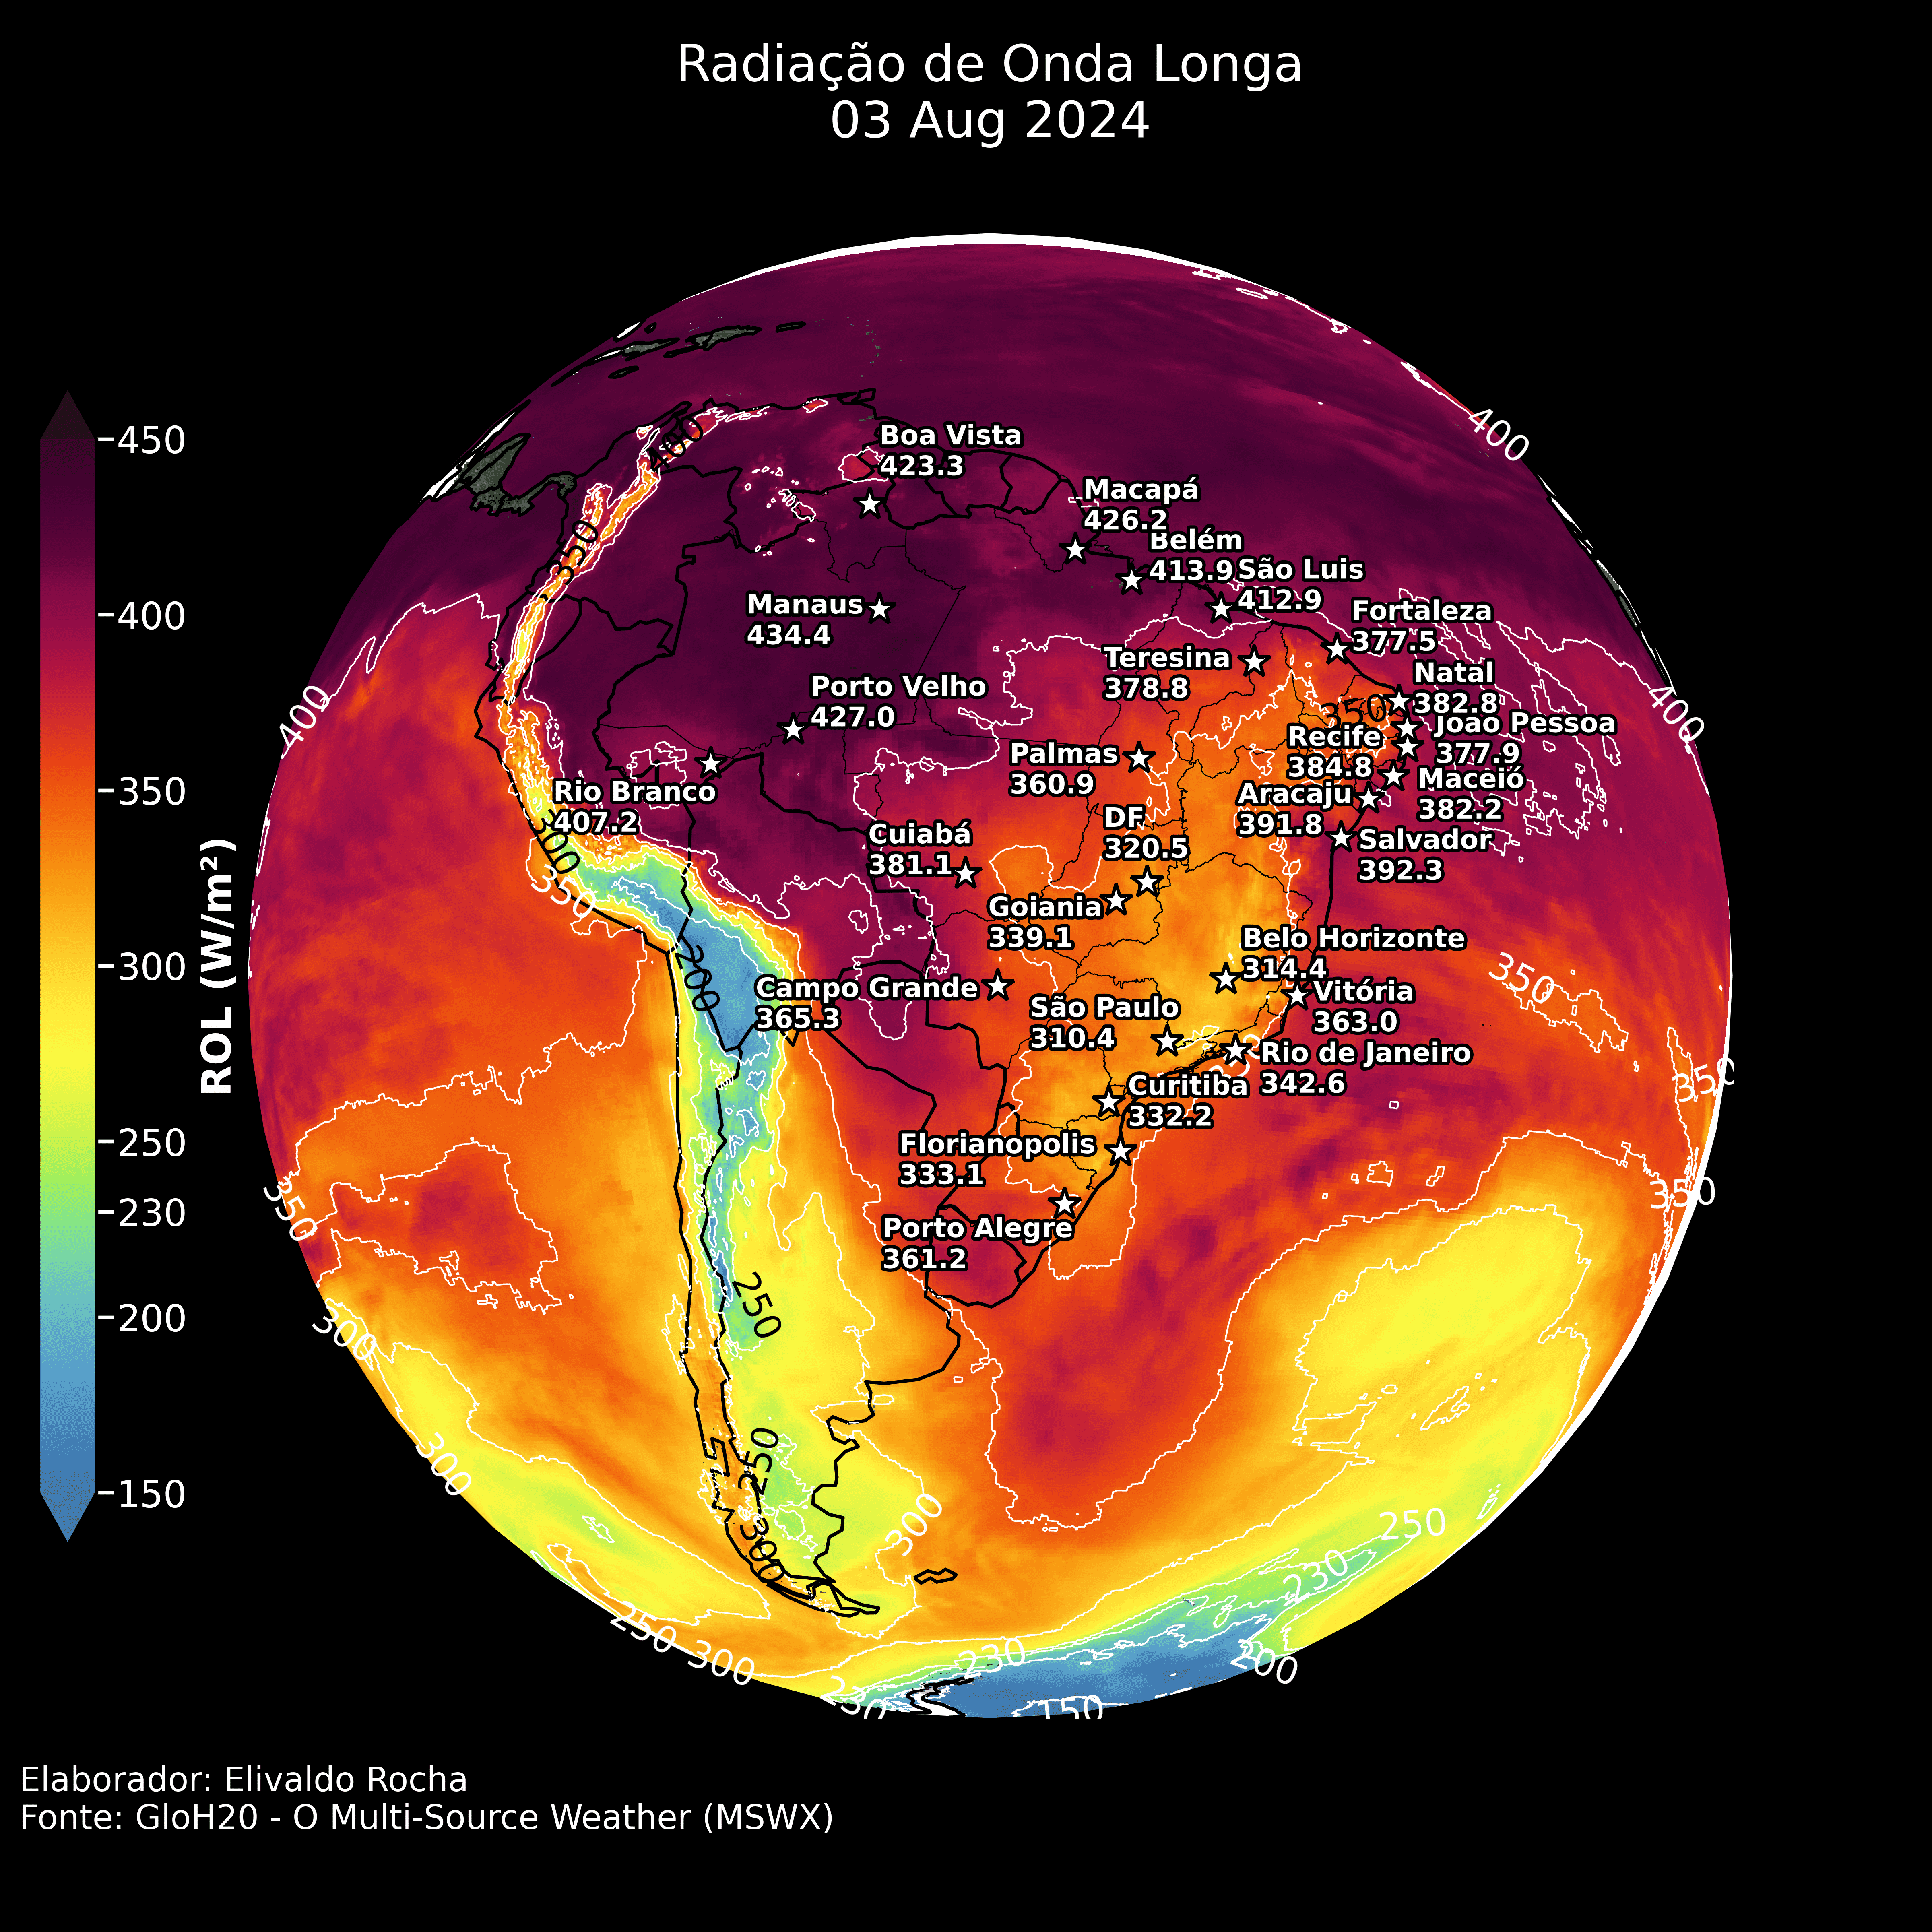 Radiação de Onda Longa
03 Aug 2024
450
400
350
300
250
230
200
150
ROL (W/m²)
Boa Vista
423.3
Macapá
426.2
Belém
413.9
São Luis
412.9
Fortaleza
377.5
Manaus
434.4
Teresina
378.8
Natal
382.8
João Pessoa
377.9
Porto Velho
427.0
Recife
384.8
Palmas
360.9
Maceió
382.2
Rio Branco
407.2
Aracaju
391.8
DF
320.5
Cuiabá
381.1
Salvador
392.3
Goiania
339.1
Belo Horizonte
314.4
Campo Grande
365.3
Vitória
363.0
São Paulo
310.4
Rio de Janeiro
342.6
Curitiba
332.2
Florianopolis
333.1
Porto Alegre
361.2
400
400
350
400
400
350
300
350
200
350
350
350
350
250
300
300
250
300
300
250
230
250
300
230
200
230
150
Elaborador: Elivaldo Rocha
Fonte: GloH20 - O Multi-Source Weather (MSWX)